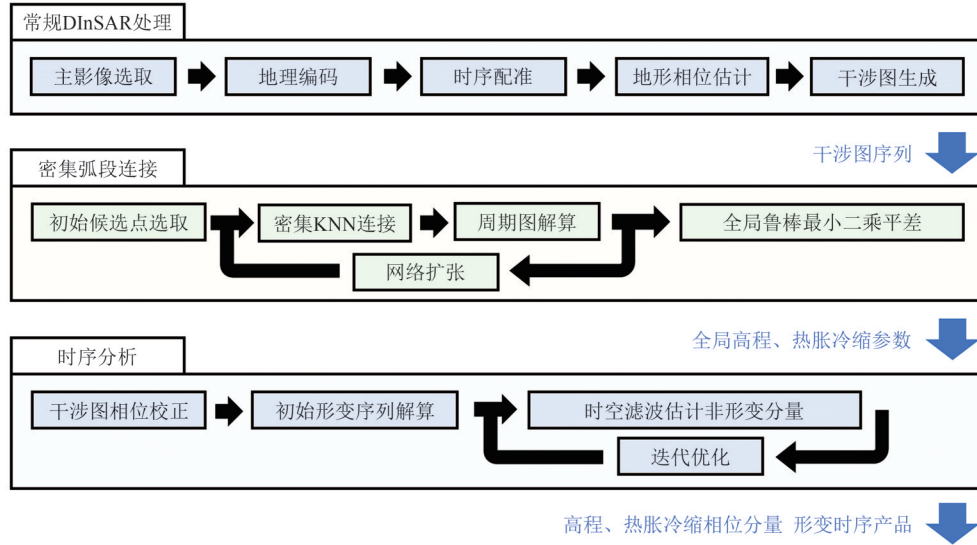 常规DInSAR处理
主影像选取
地理编码
时序配准
地形相位估计
干涉图生成
干涉图序列
密集弧段连接
初始候选点选取
密集KNN连接
周期图解算
全局鲁棒最小二乘平差
网络扩张
全局高程、热胀冷缩参数
时序分析
干涉图相位校正
初始形变序列解算
时空滤波估计非形变分量
迭代优化
高程、热胀冷缩相位分量 形变时序产品